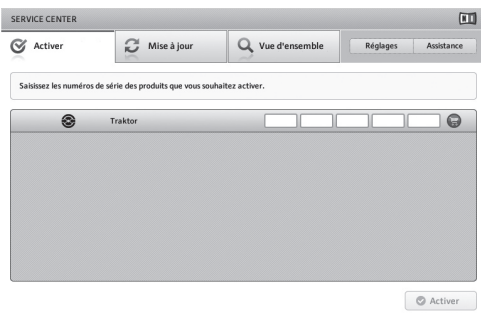 SERVICE CENTER
Activer
Mise à jour
Vue d'ensemble
Réglages
Assistance
Saisissez les numéros de série des produits que vous souhaitez activer.
Traktor
Activer